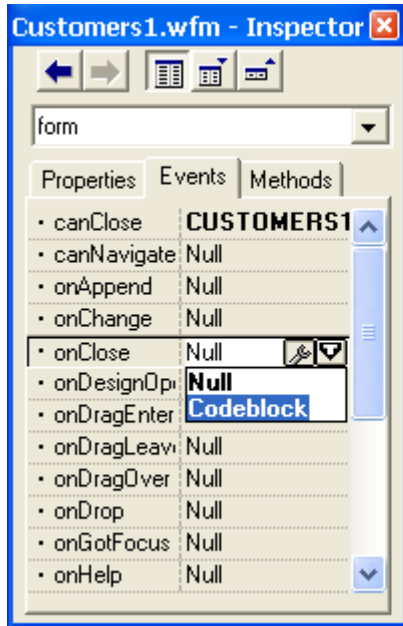 Customers1.wfm - Inspector
form
Properties Events Methods
canClose CUSTOMERS1
canNavigate Null
onAppend Null
onChange Null
onClose Null
onDesignOp Null
onDragEnter Codeblock
onDragLeav Null
onDragOver Null
onDrop Null
onGotFocus Null
onHelp Null